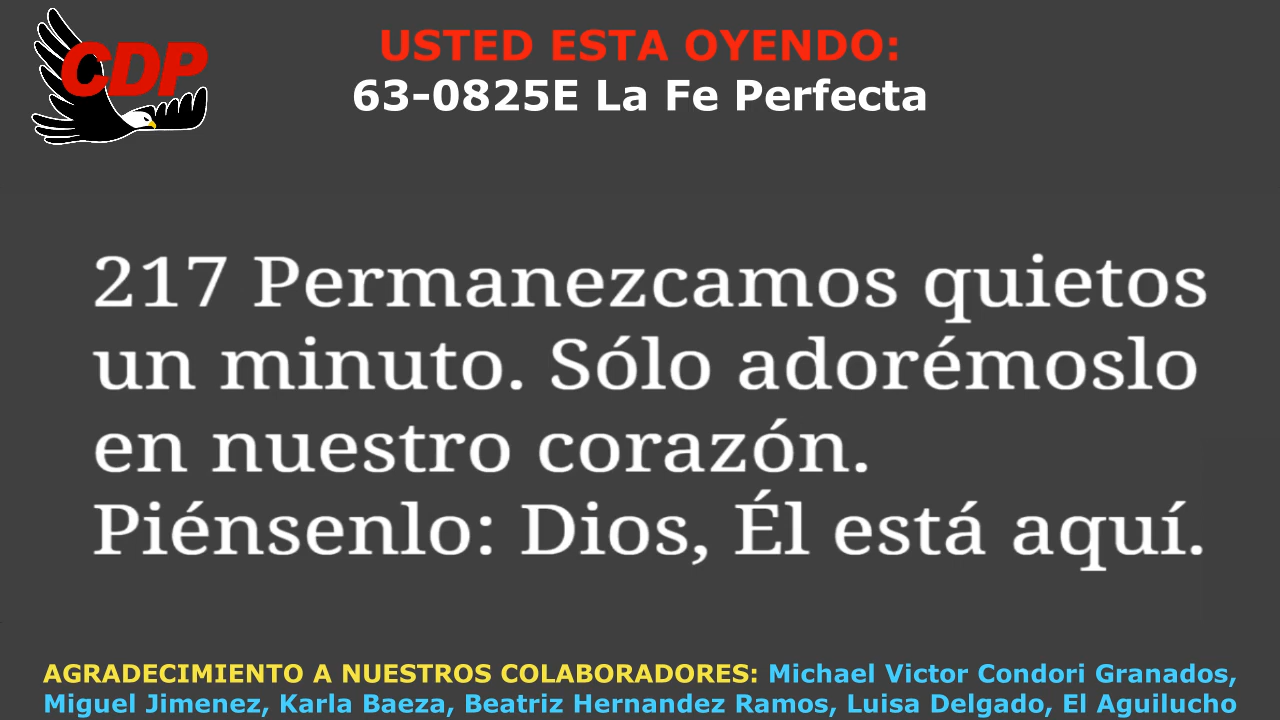 CDP
USTED ESTA OYENDO:
63-0825E La Fe Perfecta
217 Permanezcamos quietos
un minuto. Sólo adorémoslo
en nuestro corazón.
Piénsenlo: Dios, Él está aquí.
AGRADECIMIENTO A NUESTROS COLABORADORES: Michael Victor Condori Granados,
Miguel Jimenez, Karla Baeza, Beatriz Hernandez Ramos, Luisa Delgado, El Aguilucho